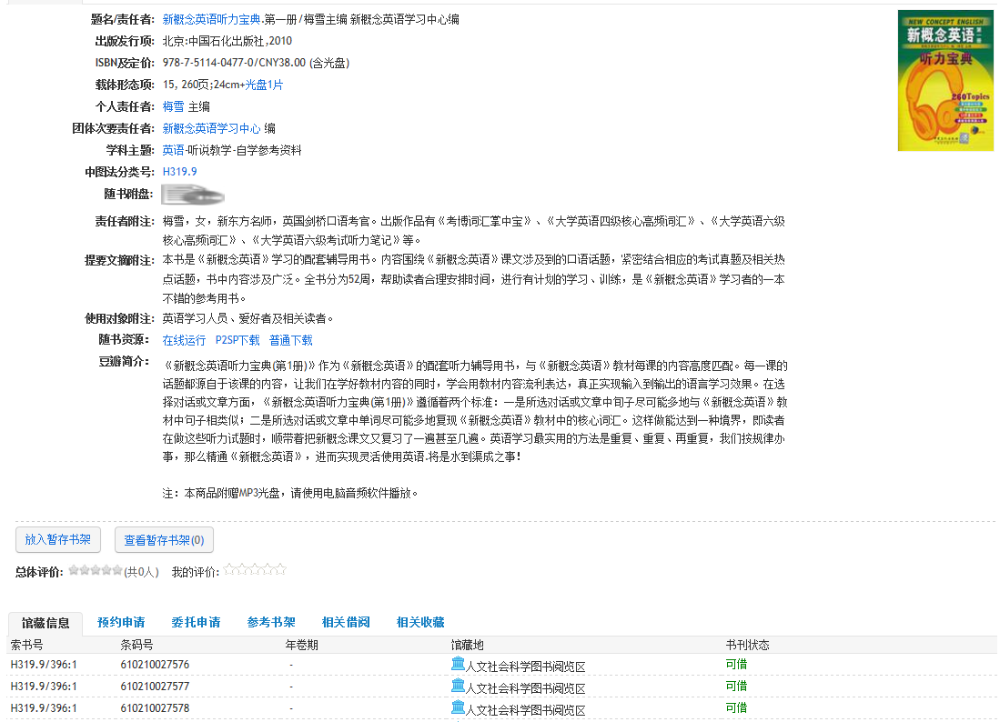 题名/责任者: 新概念英语听力宝典.第一册/梅雪主编 新概念英语学习中心编
出版发行项: 北京:中国石化出版社,2010
ISBN及定价: 978-7-5114-0477-0/CNY38.00 (含光盘)
载体形态项: 15, 260页;24cm+光盘1片
个人责任者: 梅雪 主编
团体次要责任者: 新概念英语学习中心 编
学科主题: 英语-听说教学-自学参考资料
中图法分类号: H319.9
随书附盘:
责任者附注: 梅雪，女，新东方名师，英国剑桥口语考官。出版作品有《考博词汇掌中宝》、《大学英语四级核心高频词汇》、《大学英语六级
核心高频词汇》、《大学英语六级考试听力笔记》等。
提要文摘附注: 本书是《新概念英语》学习的配套辅导用书。内容围绕《新概念英语》课文涉及到的口语话题，紧密结合相应的考试真题及相关热
点话题，书中内容涉及广泛。全书分为52周，帮助读者合理安排时间，进行有计划的学习、训练，是《新概念英语》学习者的一本
不错的参考用书。
使用对象附注: 英语学习人员、爱好者及相关读者。
随书资源: 在线运行 P2SP下载 普通下载
豆瓣简介: 《新概念英语听力宝典(第1册)》作为《新概念英语》的配套听力辅导用书，与《新概念英语》教材每课的内容高度匹配。每一课的
话题都源自于该课的内容，让我们在学好教材内容的同时，学会用教材内容流利表达，真正实现输入到输出的语言学习效果。在选
择对话或文章方面，《新概念英语听力宝典(第1册)》遵循着两个标准：一是所选对话或文章中旬子尽可能多地与《新概念英语》教
材中句子相类似；二是所选对话或文章中单词尽可能多地复现《新概念英语》教材中的核心词汇。这样做能达到一种境界，即读者
在做这些听力试题时，顺带着把新概念课文又复习了一遍甚至几遍。英语学习最实用的方法是重复、重复、再重复，我们按规律办
事，那么精通《新概念英语》，进而实现灵活使用英语.将是水到渠成之事！
注：本商品附赠MP3光盘，请使用电脑音频软件播放。
NEW CONCEPT ENGLISH
新概念英语
听力宝典
260Topics
放入暂存书架 查看暂存书架(0)
总体评价: (共0人) 我的评价:
馆藏信息 预约申请 委托申请 参考书架 相关借阅 相关收藏
索书号 条码号 年卷期 馆藏地 书刊状态
H319.9/396:1 610210027576 - 人文社会科学图书阅览区 可借
H319.9/396:1 610210027577 - 人文社会科学图书阅览区 可借
H319.9/396:1 610210027578 - 人文社会科学图书阅览区 可借